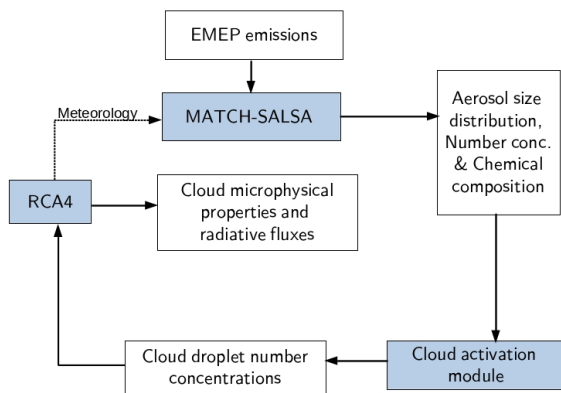 EMEP emissions
Meteorology
MATCH-SALSA
Aerosol size
distribution,
Number conc.
& Chemical
composition
RCA4
Cloud microphysical
properties and
radiative fluxes
Cloud droplet number
concentrations
Cloud activation
module